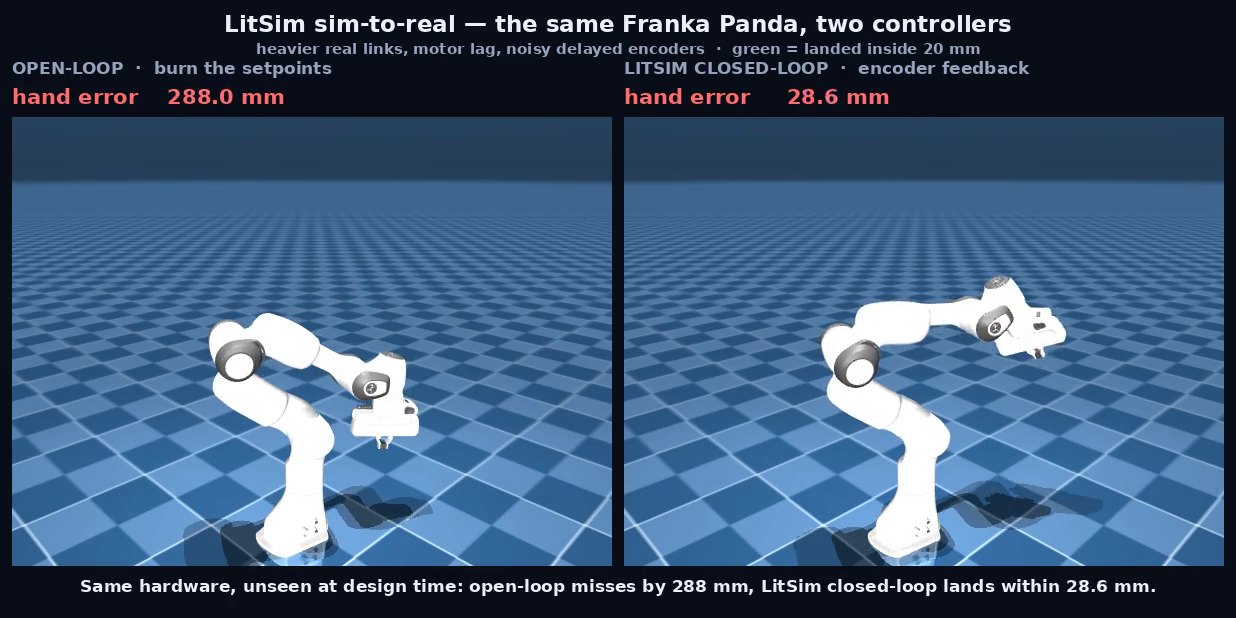 LitSim sim-to-real — the same Franka Panda, two controllers
heavier real links, motor lag, noisy delayed encoders · green = landed inside 20 mm
OPEN-LOOP · burn the setpoints
hand error 288.0 mm
LITSIM CLOSED-LOOP · encoder feedback
hand error 28.6 mm
Same hardware, unseen at design time: open-loop misses by 288 mm, LitSim closed-loop lands within 28.6 mm.